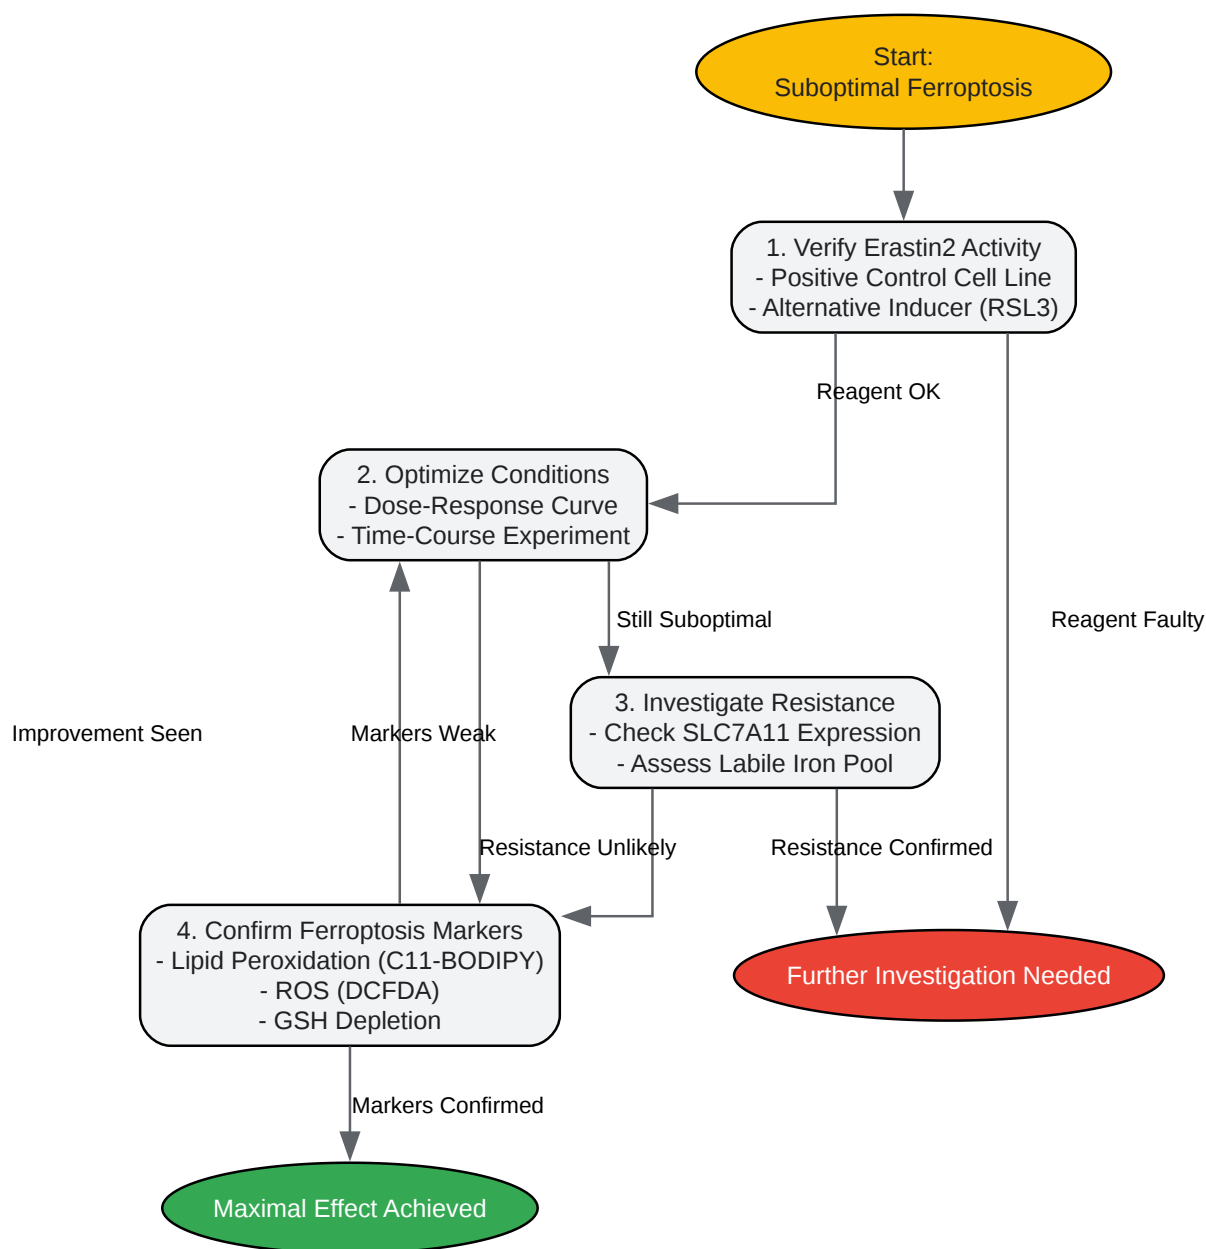 Start:
Suboptimal Ferroptosis
1. Verify Erastin2 Activity
- Positive Control Cell Line
- Alternative Inducer (RSL3)
Reagent OK
2. Optimize Conditions
- Dose-Response Curve
- Time-Course Experiment
Still Suboptimal
Reagent Faulty
3. Investigate Resistance
- Check SLC7A11 Expression
- Assess Labile Iron Pool
Improvement Seen
Markers Weak
Resistance Unlikely
Resistance Confirmed
4. Confirm Ferroptosis Markers
- Lipid Peroxidation (C11-BODIPY)
- ROS (DCFDA)
- GSH Depletion
Further Investigation Needed
Markers Confirmed
Maximal Effect Achieved